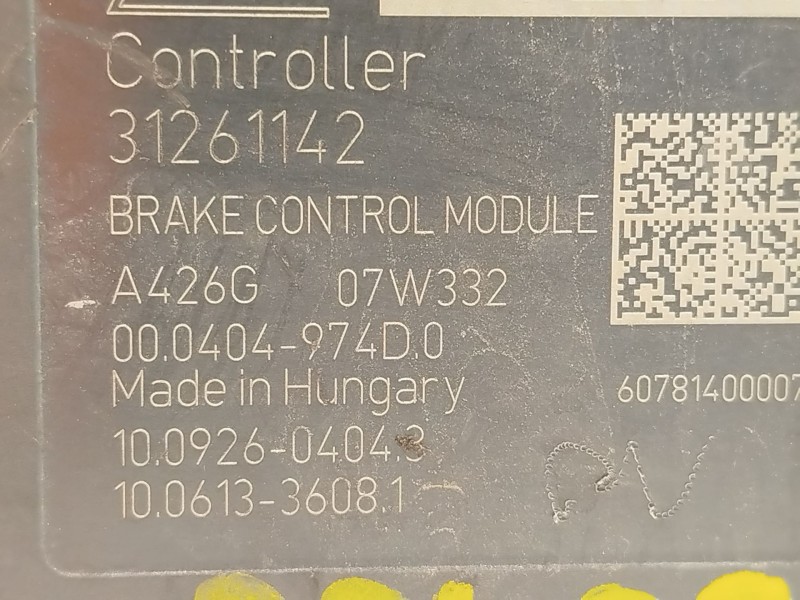 Controller
31261142
BRAKE CONTROL MODULE
A426G 07W332
00.0404-974D.0
Made in Hungary
60781400007
10.0926-0404.3
10.0613-3608.1